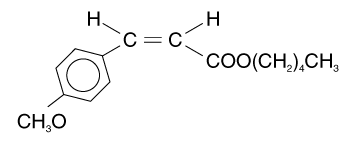 H H
C = C
COO(CH₂)₄CH₃
CH₃O